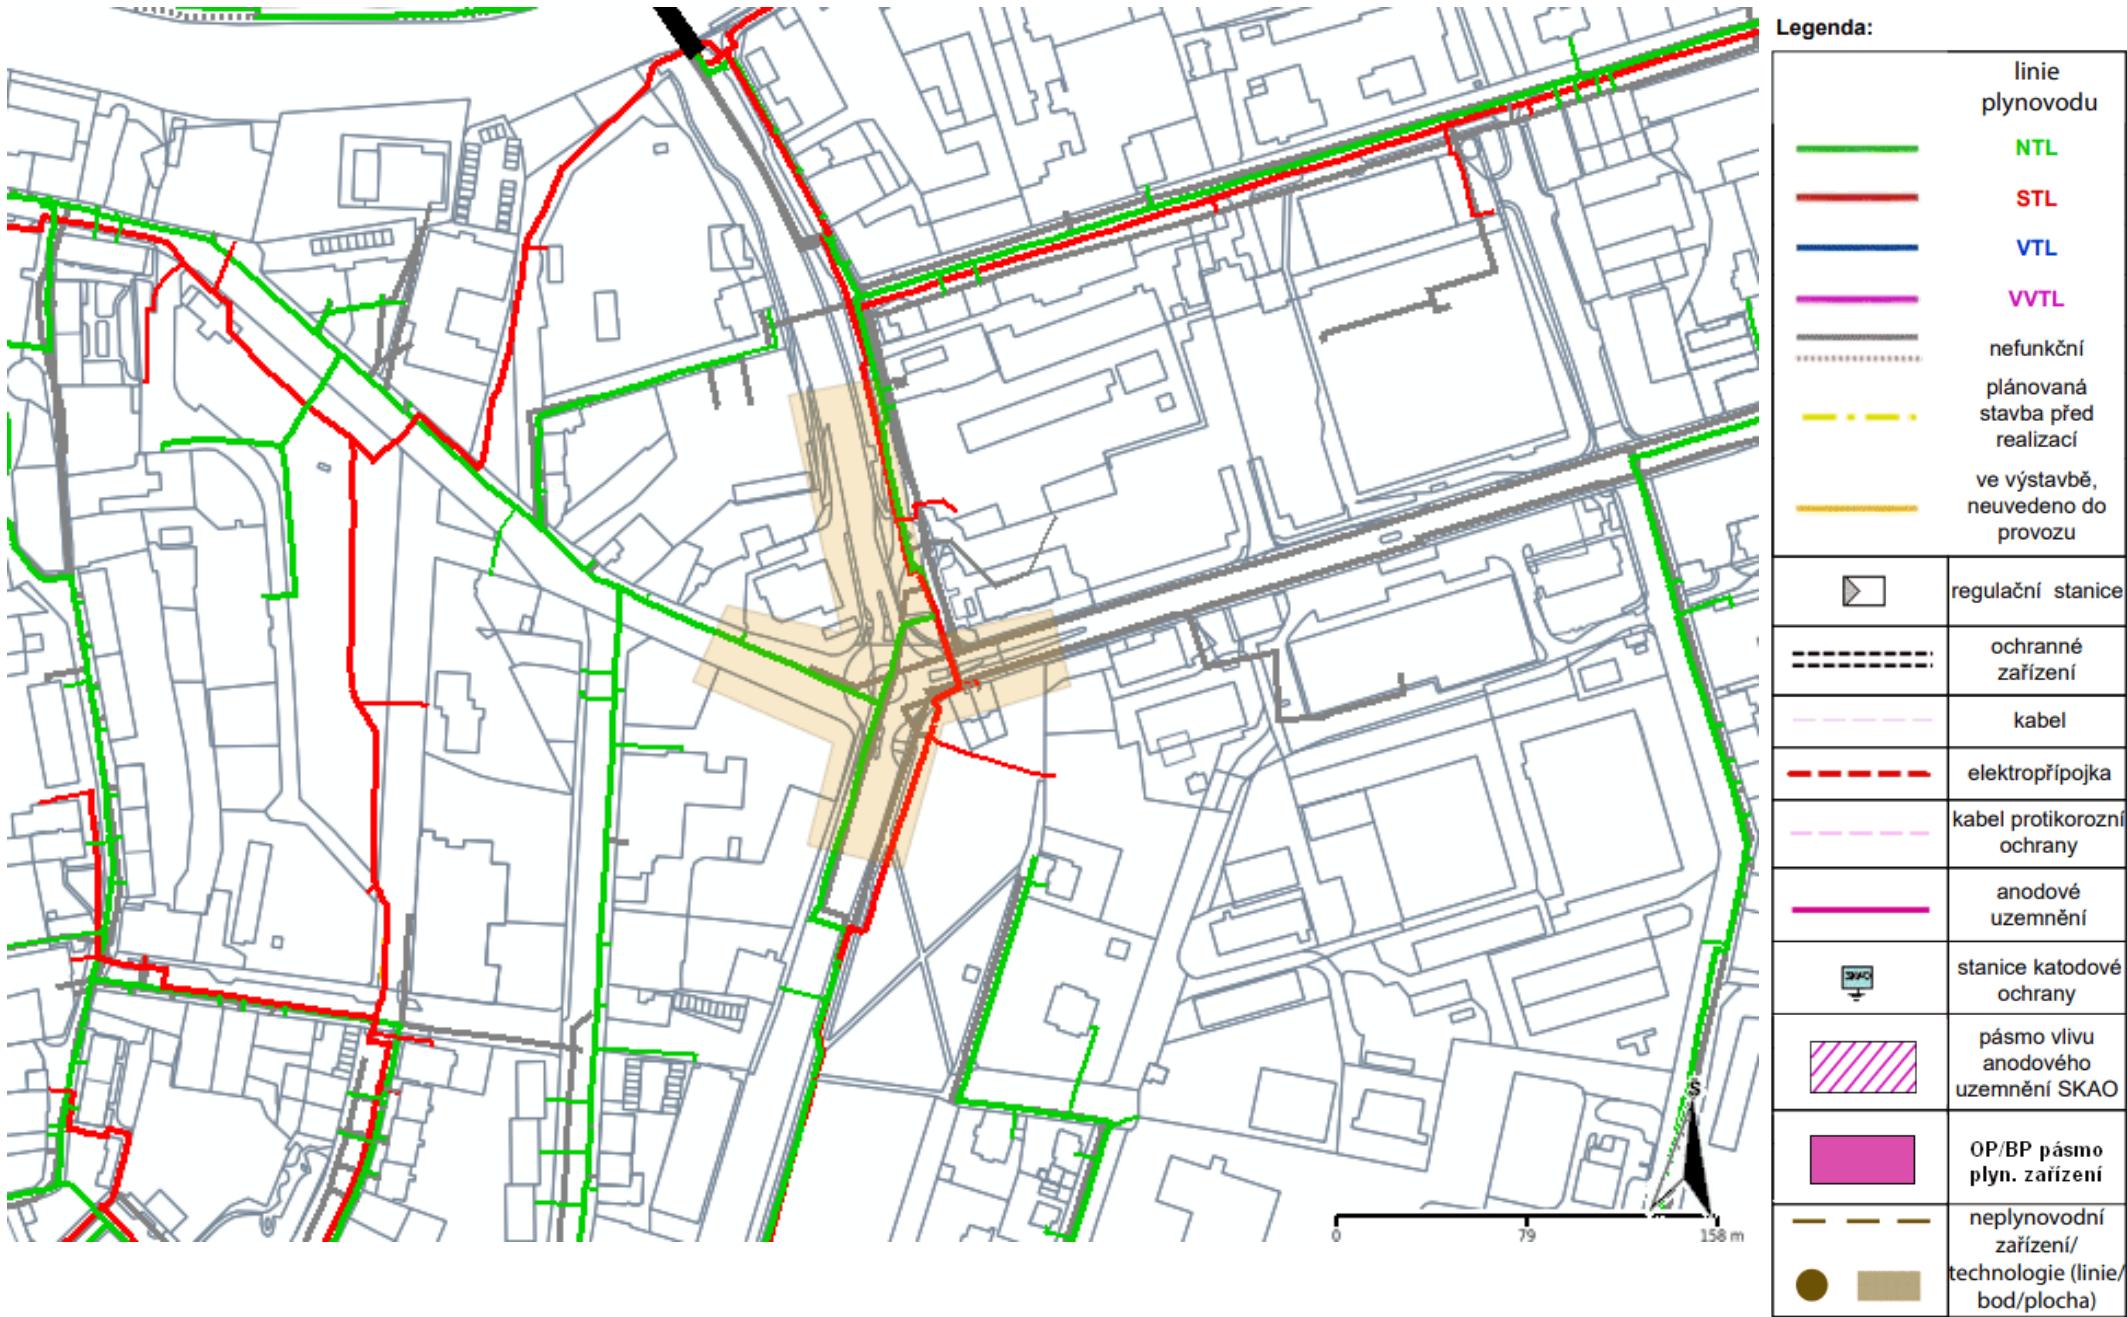 Legenda:
linie
plynovodu
NTL
STL
VTL
VVTL
nefunkční
plánovaná
stavba před
realizací
ve výstavbě,
neuvedeno do
provozu
regulační stanice
ochranné
zařízení
kabel
elektropřípojka
kabel protikorozní
ochrany
anodové
uzemnění
SKAO
stanice katodové
ochrany
pásmo vlivu
anodového
uzemnění SKAO
S
OP/BP pásmo
plyn. zařízení
0 79 158 m
neplynovodní
zařízení/
technologie (linie/
bod/plocha)